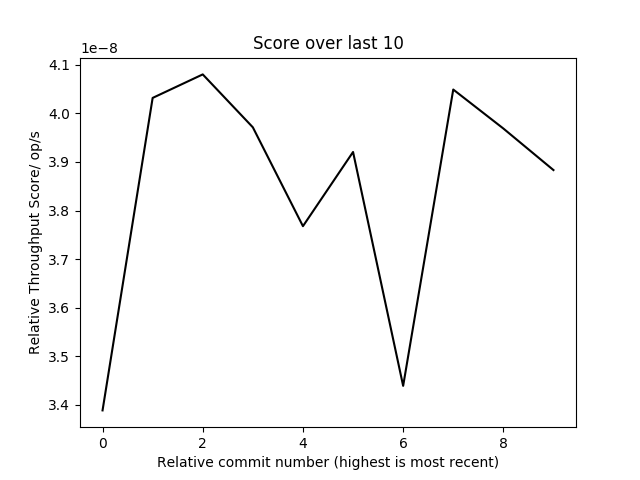 Score over last 10
1e−8
4.1
4.0
3.9
3.8
3.7
3.6
3.5
3.4
Relative Throughput Score/ op/s
0 2 4 6 8
Relative commit number (highest is most recent)